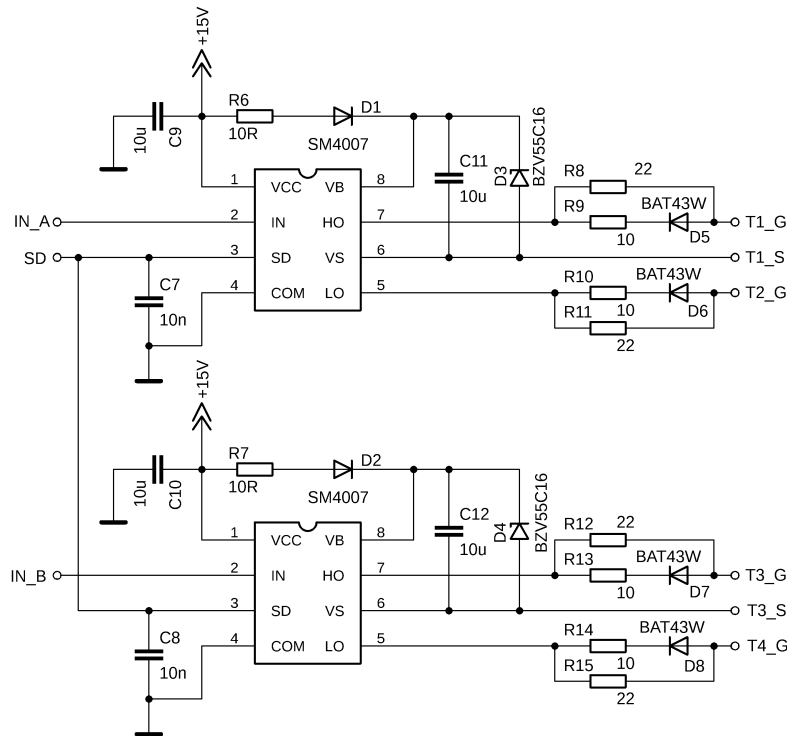 +15V
R6
D1
10u
C9
10R
SM4007
C11
10u
D3
BZV55C16
1
VCC
VB
8
IN_A
2
IN
HO
7
SD
3
SD
VS
6
4
COM
LO
5
C7
10n
R8
22
R9
BAT43W
10
D5
T1_G
T1_S
R10
BAT43W
10
D6
T2_G
R11
22
+15V
R7
D2
10u
C10
10R
SM4007
C12
10u
D4
BZV55C16
1
VCC
VB
8
IN_B
2
IN
HO
7
3
SD
VS
6
4
COM
LO
5
C8
10n
R12
22
R13
BAT43W
10
D7
T3_G
T3_S
R14
BAT43W
10
D8
T4_G
R15
22